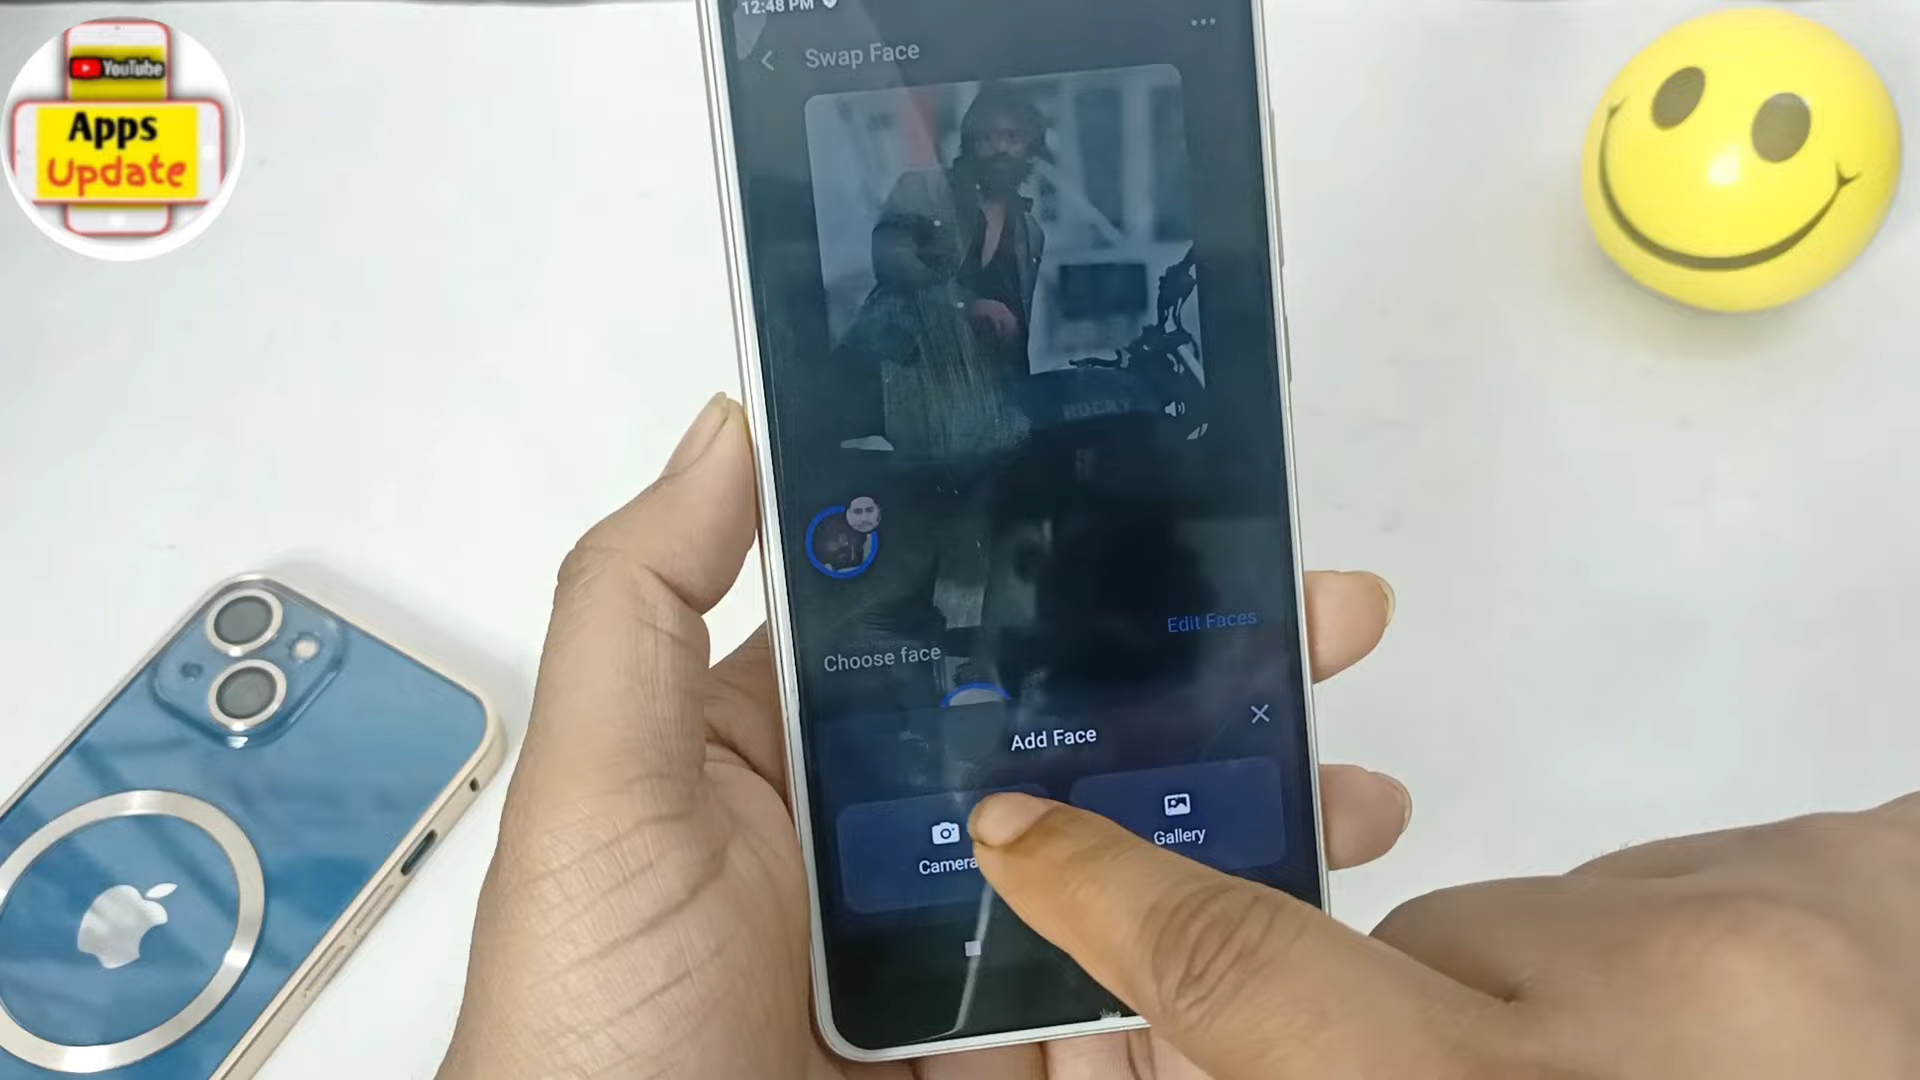 12:48 PM
YouTube
Apps
Update
Swap Face
ROCKY
Edit Faces
Choose face
Add Face
Camera
Gallery